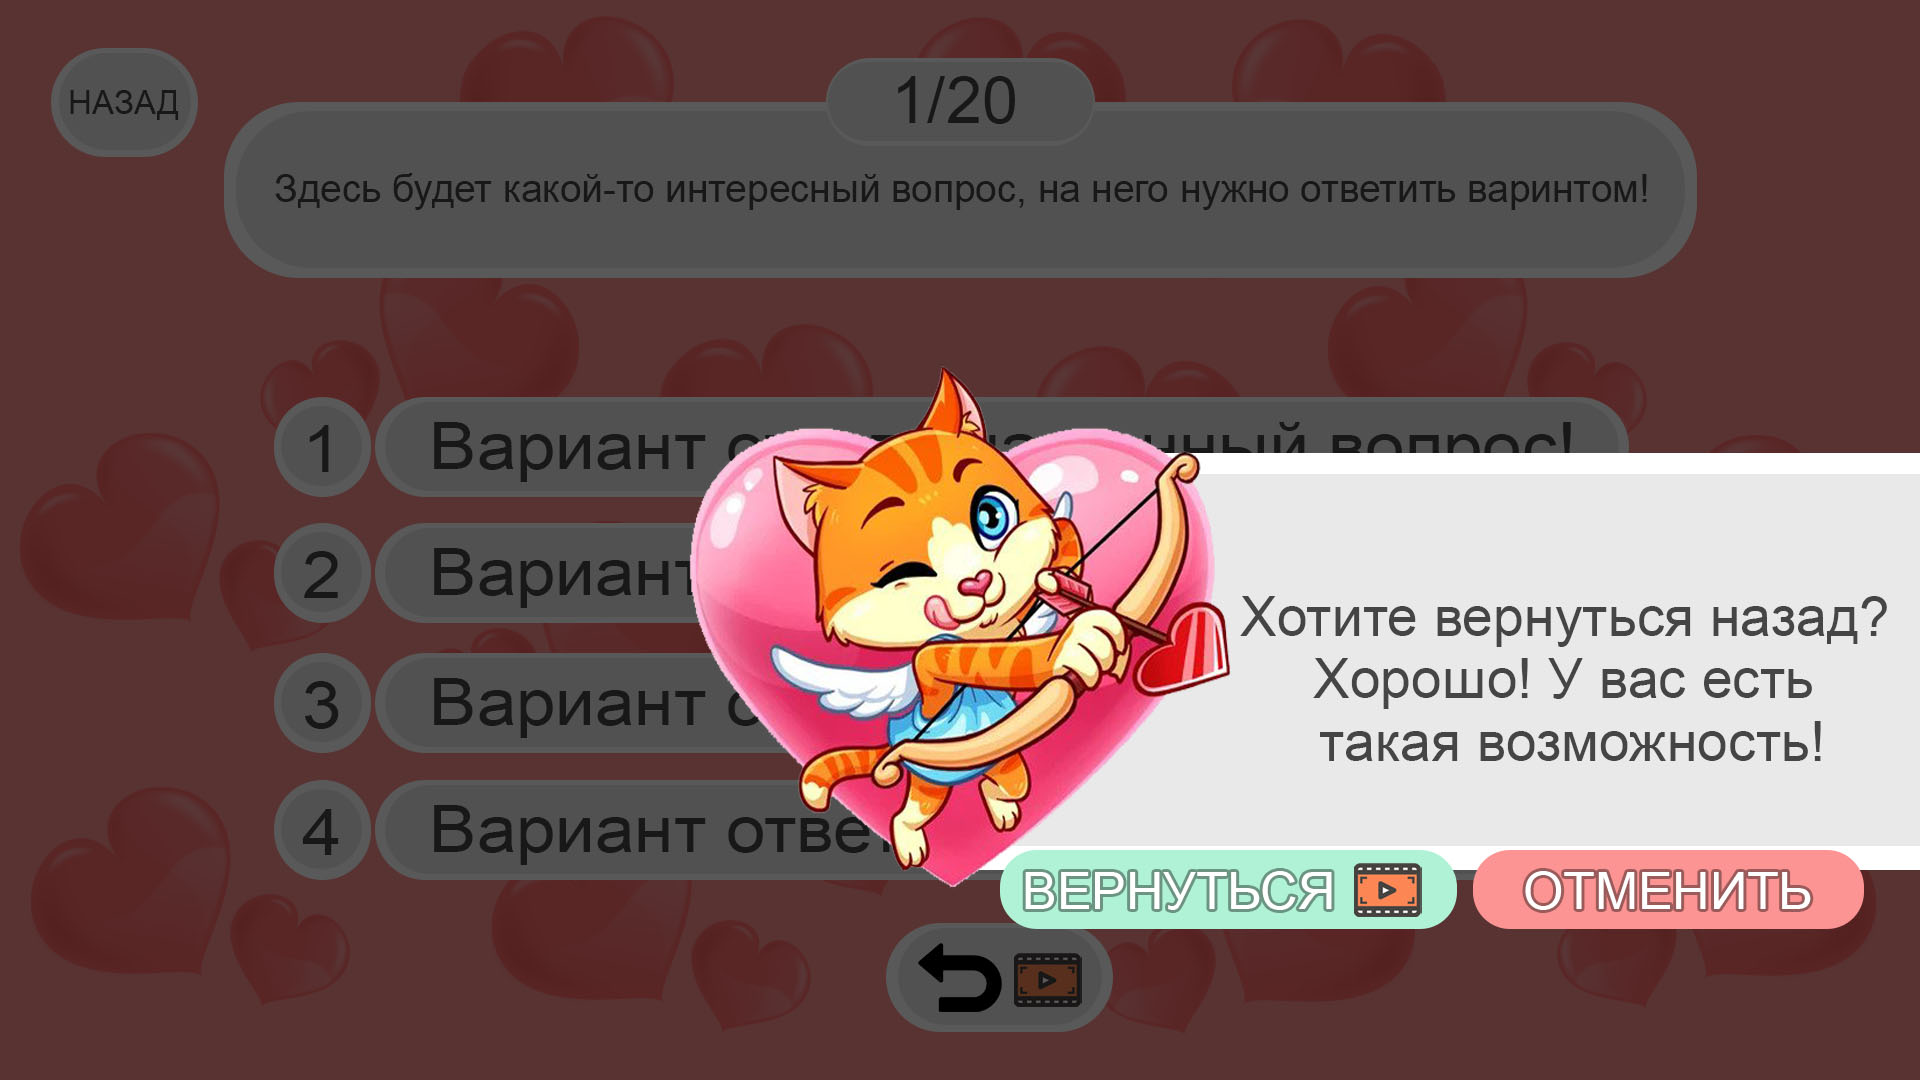 НАЗАД
1/20
Здесь будет какой-то интересный вопрос, на него нужно ответить варинтом!
1 Вариант вопрос!
2 Вариант
3 Вариант
4 Вариант
Хотите вернуться назад?
Хорошо! У вас есть
такая возможность!
ВЕРНУТЬСЯ ОТМЕНИТЬ